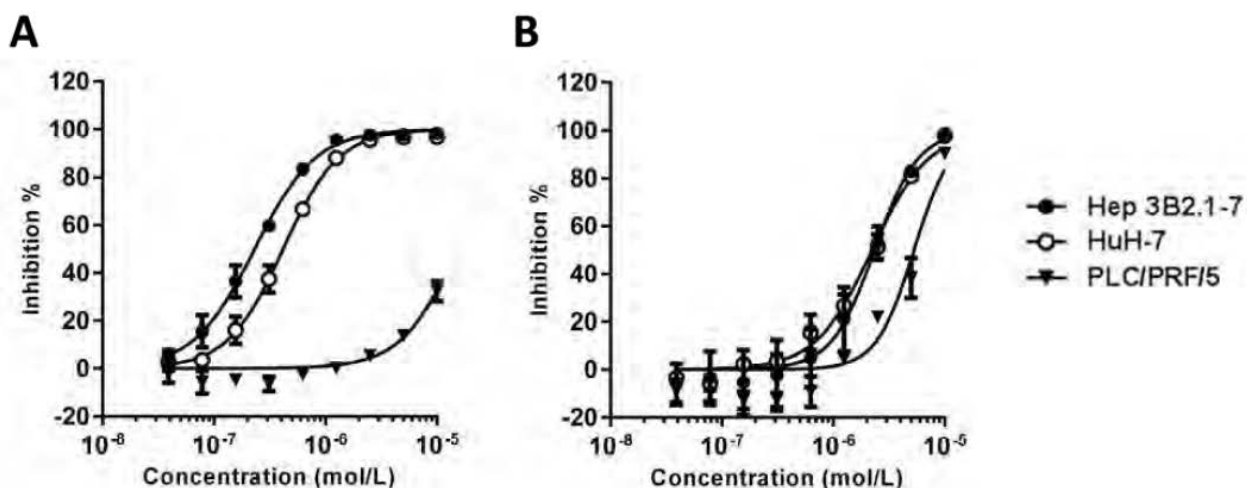 A
B
120
100
80
60
40
20
0
-20
Inhibition %
10-8
10-7
10-6
10-5
Concentration (mol/L)
120
100
80
60
40
20
0
-20
Inhibition %
10-8
10-7
10-6
10-5
Concentration (mol/L)
Hep 3B2.1-7
HuH-7
PLC/PRF/5